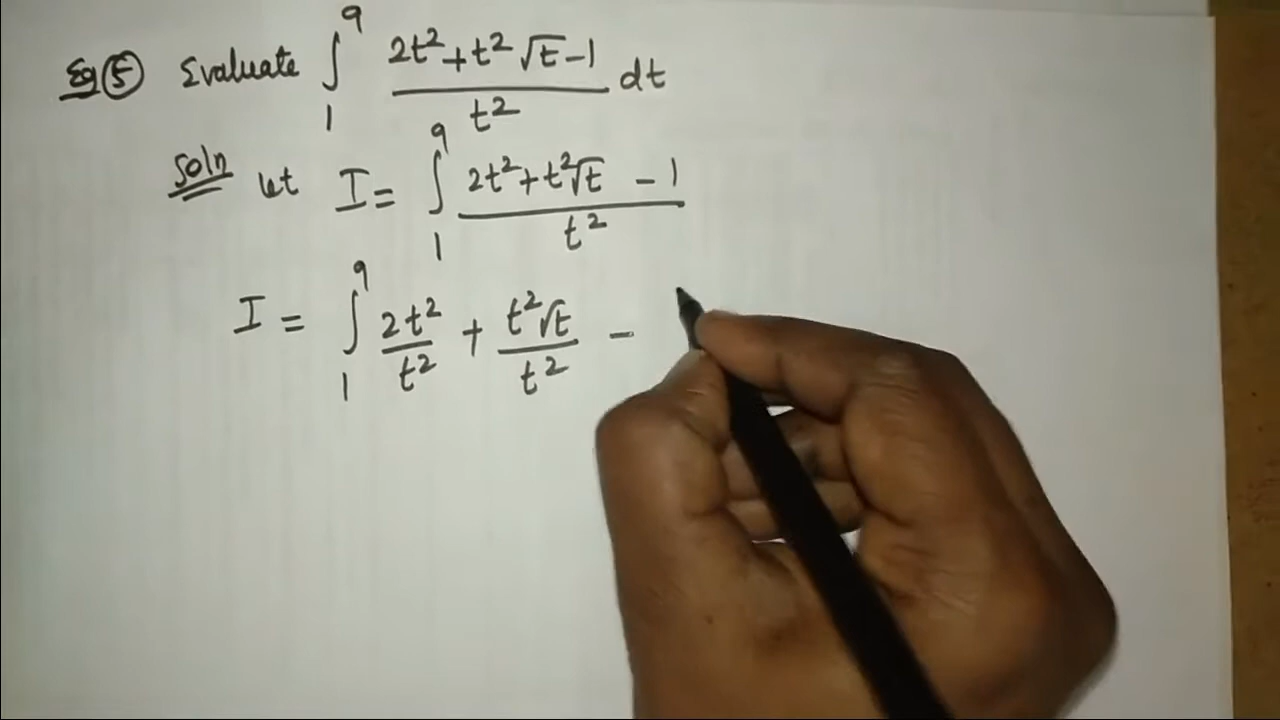 Eg ⑤ Evaluate ∫₁⁹ (2t² + t² √t - 1)/t² dt
Soln let I = ∫₁⁹ (2t² + t²√t - 1)/t²
I = ∫₁⁹ 2t²/t² + t²√t/t² -